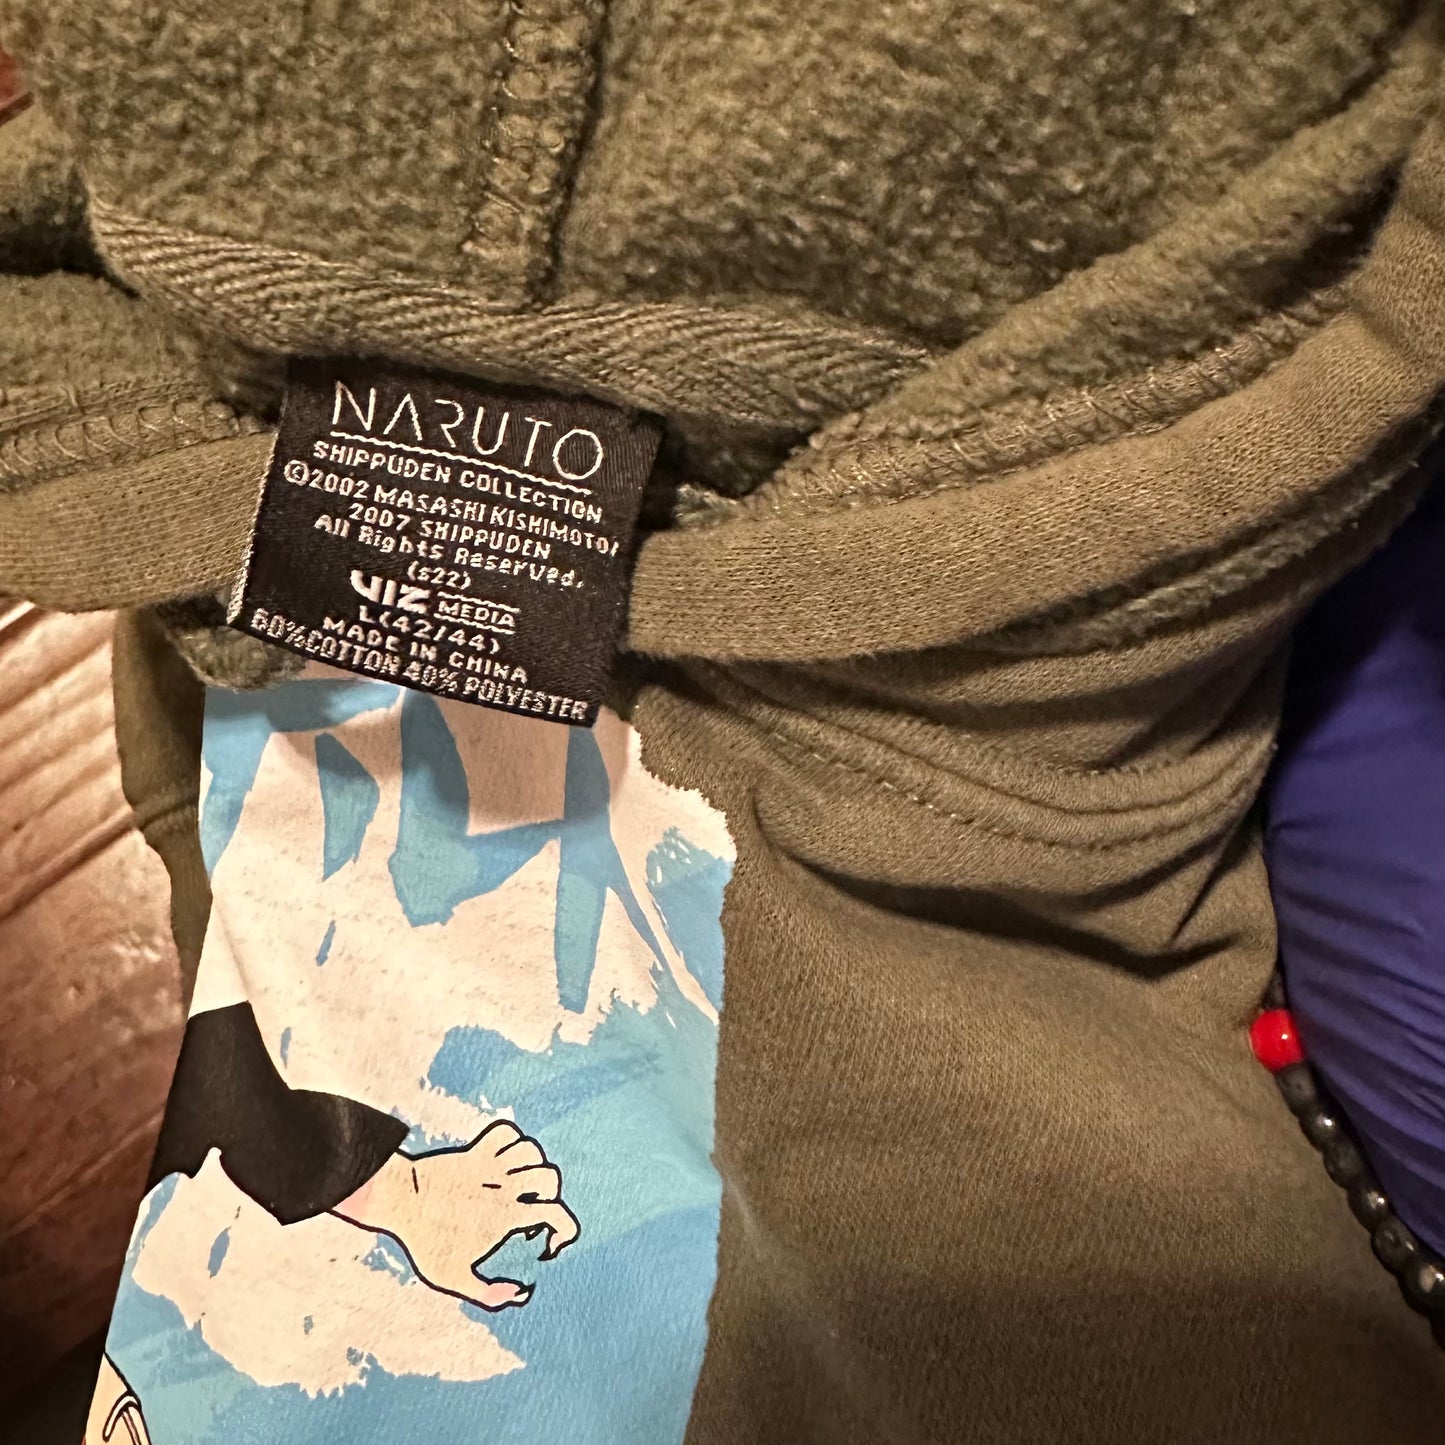 NARUTO
SHIPPUDEN COLLECTION
©2002 MASASHI KISHIMOTO/
2007 SHIPPUDEN
All Rights Reserved.
(s22)
VIZ MEDIA
L(42/44)
MADE IN CHINA
60%COTTON 40% POLYESTER